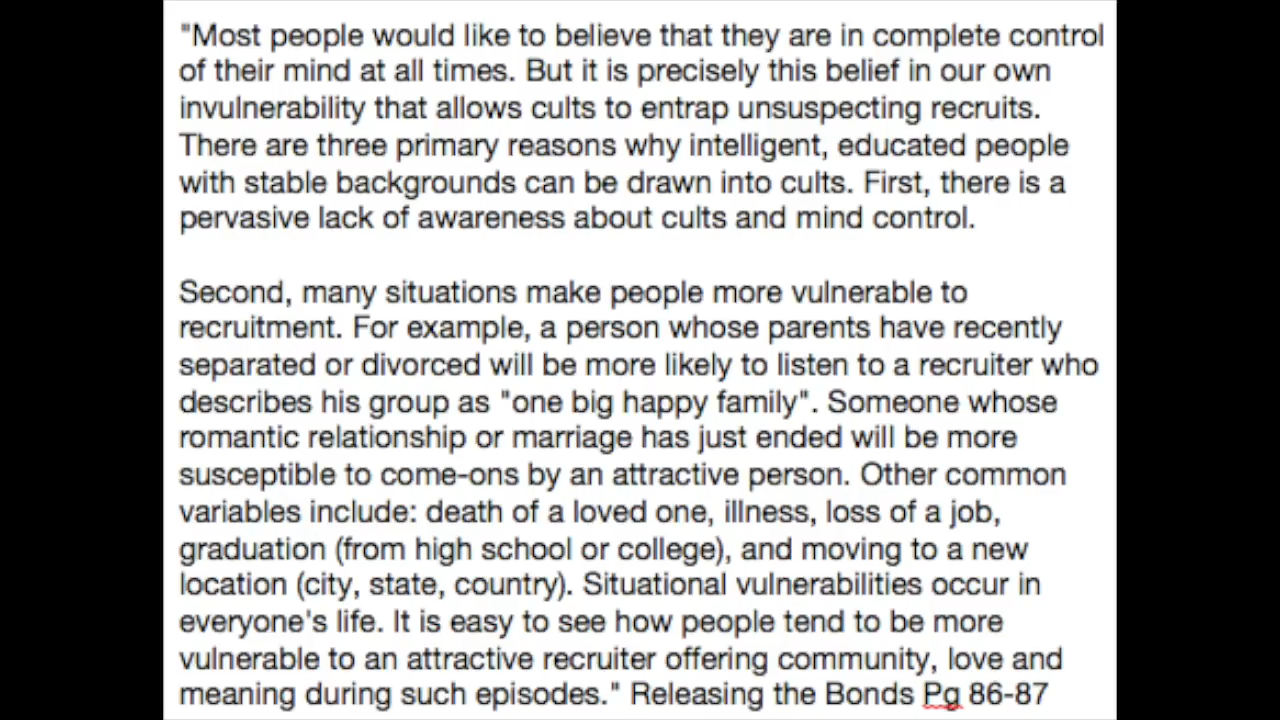 "Most people would like to believe that they are in complete control
of their mind at all times. But it is precisely this belief in our own
invulnerability that allows cults to entrap unsuspecting recruits.
There are three primary reasons why intelligent, educated people
with stable backgrounds can be drawn into cults. First, there is a
pervasive lack of awareness about cults and mind control.
Second, many situations make people more vulnerable to
recruitment. For example, a person whose parents have recently
separated or divorced will be more likely to listen to a recruiter who
describes his group as "one big happy family". Someone whose
romantic relationship or marriage has just ended will be more
susceptible to come-ons by an attractive person. Other common
variables include: death of a loved one, illness, loss of a job,
graduation (from high school or college), and moving to a new
location (city, state, country). Situational vulnerabilities occur in
everyone's life. It is easy to see how people tend to be more
vulnerable to an attractive recruiter offering community, love and
meaning during such episodes." Releasing the Bonds Pg 86-87